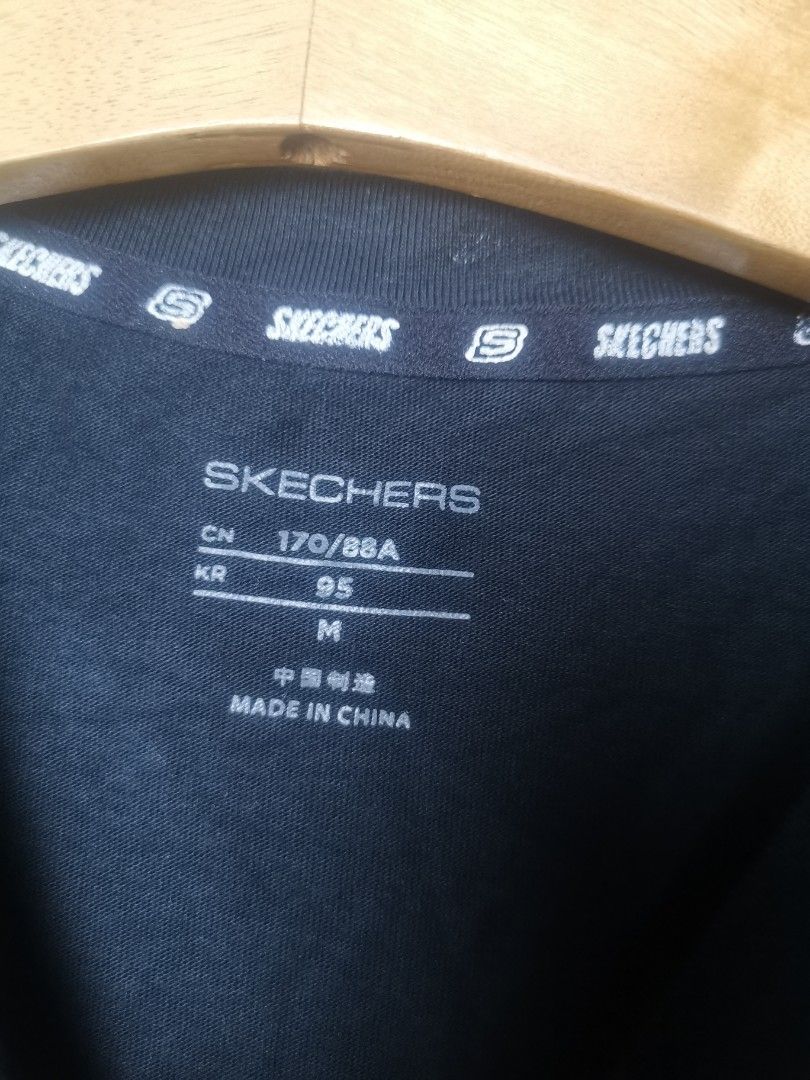 SKECHERS S SKECHERS S SKECHERS
SKECHERS
CN 170/88A
KR 95
M
中国制造
MADE IN CHINA